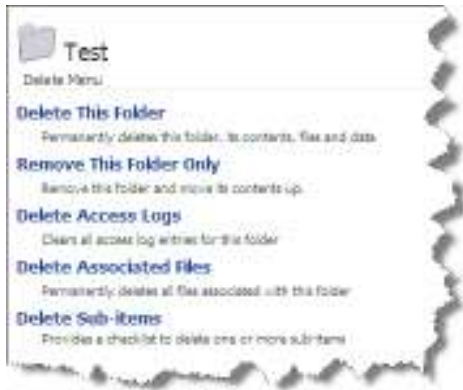 Test
Delete Menu
Delete This Folder
Permanently deletes this folder, its contents, files and data
Remove This Folder Only
Remove this folder and move its contents up.
Delete Access Logs
Clears all access log entries for this folder
Delete Associated Files
Permanently deletes all files associated with this folder
Delete Sub-items
Provides a checklist to delete one or more sub-items